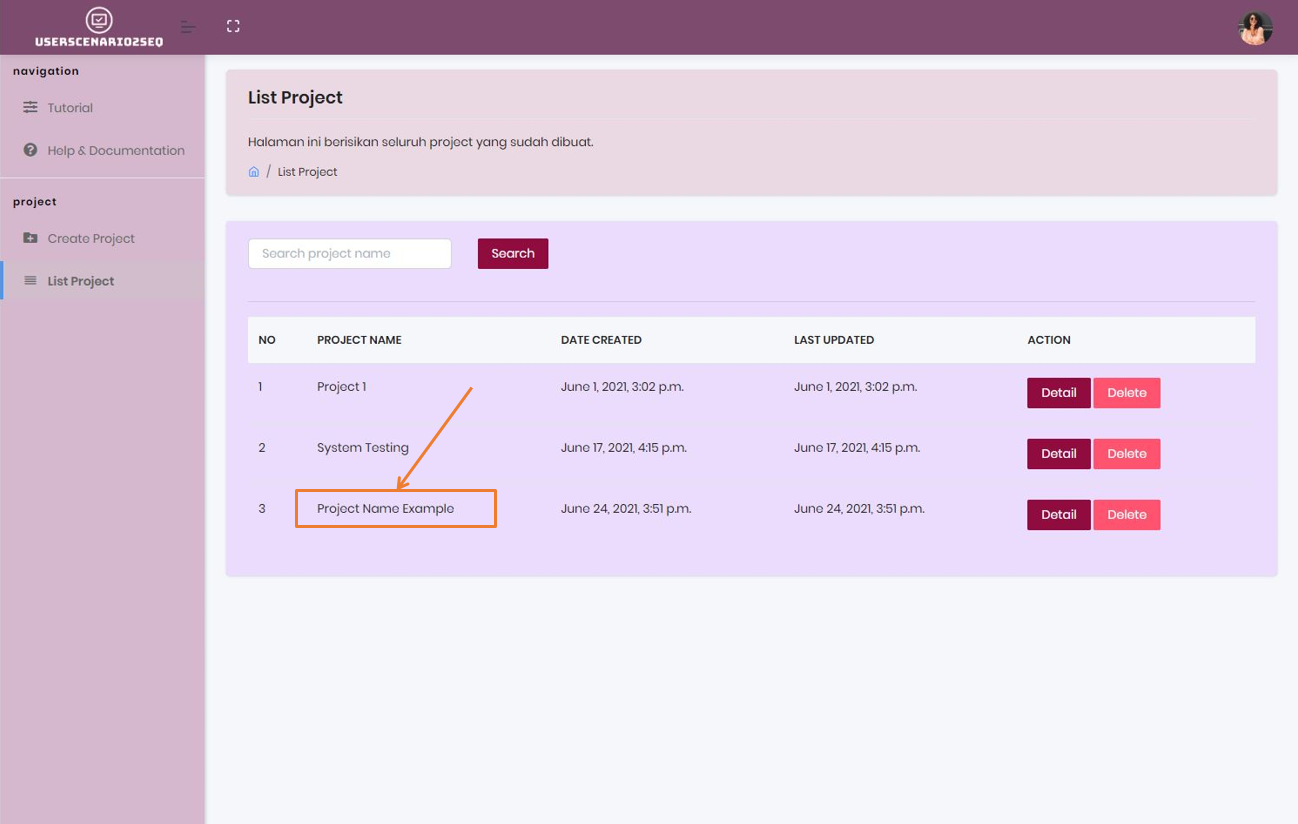 USERSCENARIO2SEQ
navigation
Tutorial
Help & Documentation
project
Create Project
List Project
List Project
Halaman ini berisikan seluruh project yang sudah dibuat.
/ List Project
Search project name Search
NO PROJECT NAME DATE CREATED LAST UPDATED ACTION
1 Project 1 June 1, 2021, 3:02 p.m. June 1, 2021, 3:02 p.m. Detail Delete
2 System Testing June 17, 2021, 4:15 p.m. June 17, 2021, 4:15 p.m. Detail Delete
3 Project Name Example June 24, 2021, 3:51 p.m. June 24, 2021, 3:51 p.m. Detail Delete